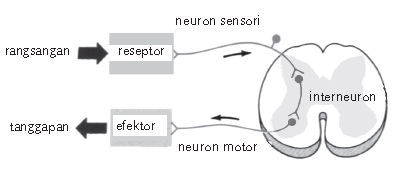 neuron sensori
rangsangan
reseptor
interneuron
tanggapan
efektor
neuron motor